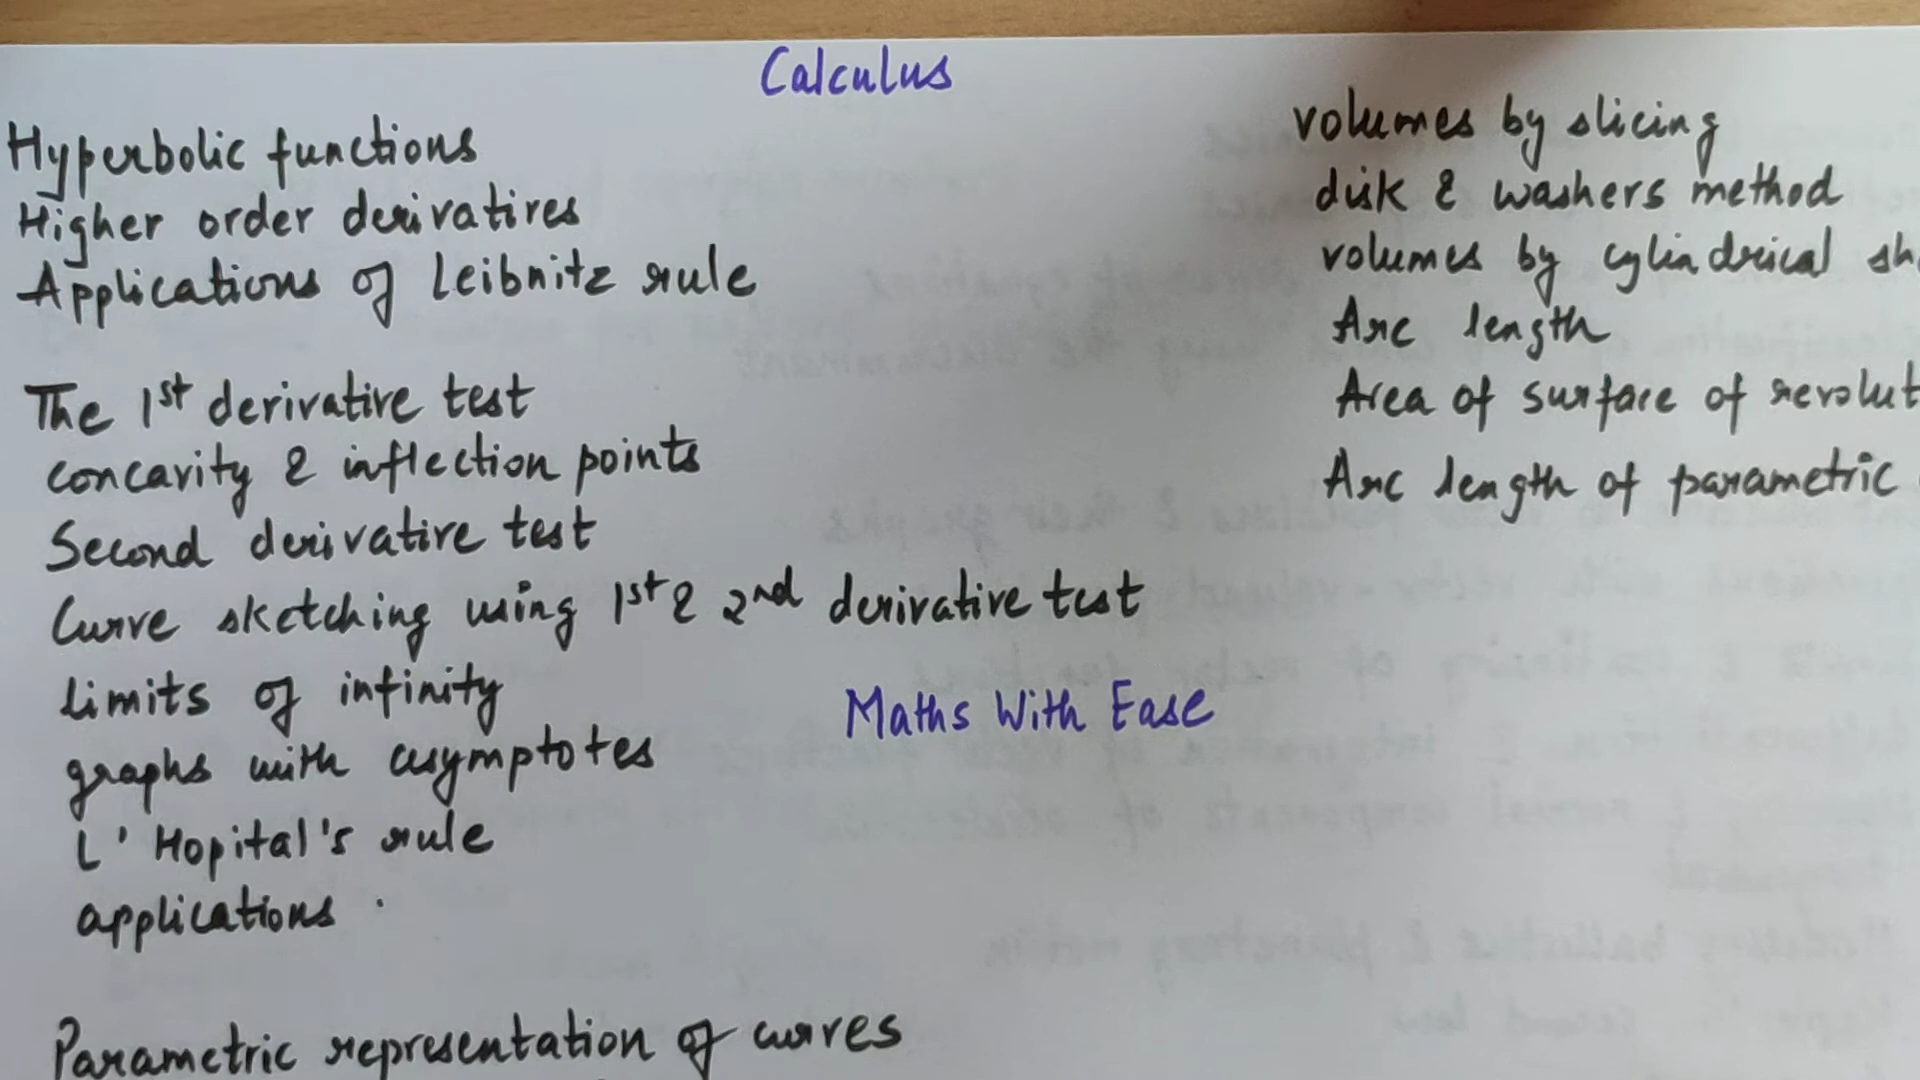 Calculus
Hyperbolic functions
Higher order derivatires
Applications of Leibnitz rule
The 1st derivative test
concavity & inflection points
Second derivative test
Curve sketching using 1st & 2nd derivative test
limits of infinity
graphs with asymptotes
L'Hopital's rule
applications
Parametric representation of curves
Maths With Ease
volumes by slicing
disk & washers method
volumes by cylindrical sh
Arc length
Area of surface of revolut
Arc length of parametric